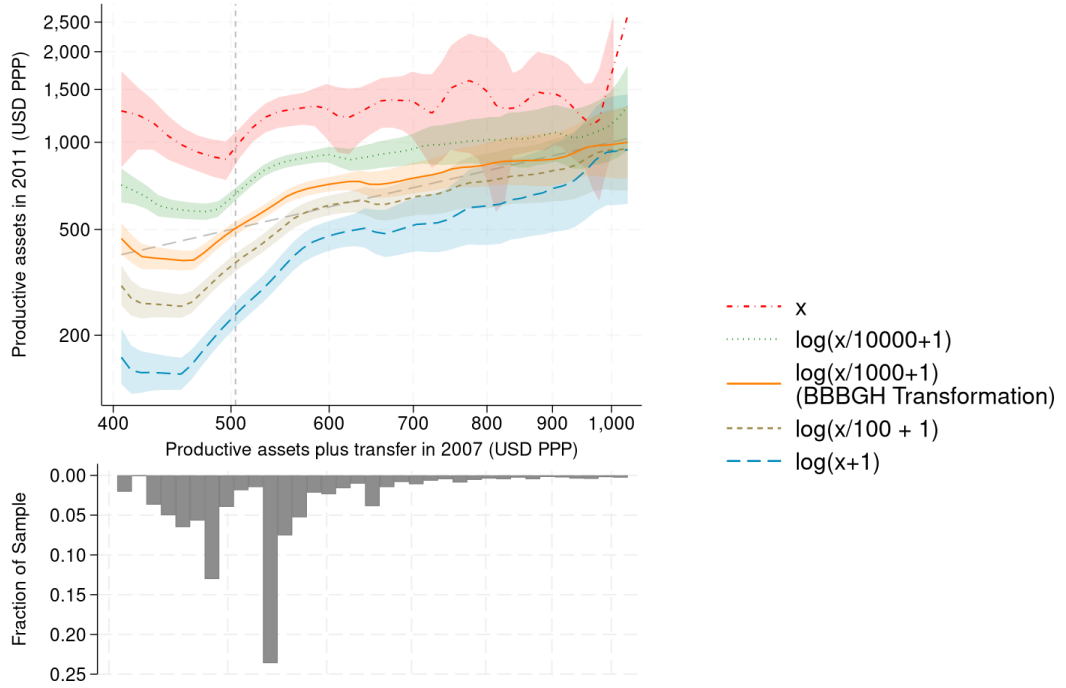 2,500
2,000
1,500
1,000
500
200
Productive assets in 2011 (USD PPP)
400 500 600 700 800 900 1,000
Productive assets plus transfer in 2007 (USD PPP)
0.00
0.05
0.10
0.15
0.20
0.25
Fraction of Sample
x
log(x/10000+1)
log(x/1000+1)
(BBBGH Transformation)
log(x/100 + 1)
log(x+1)